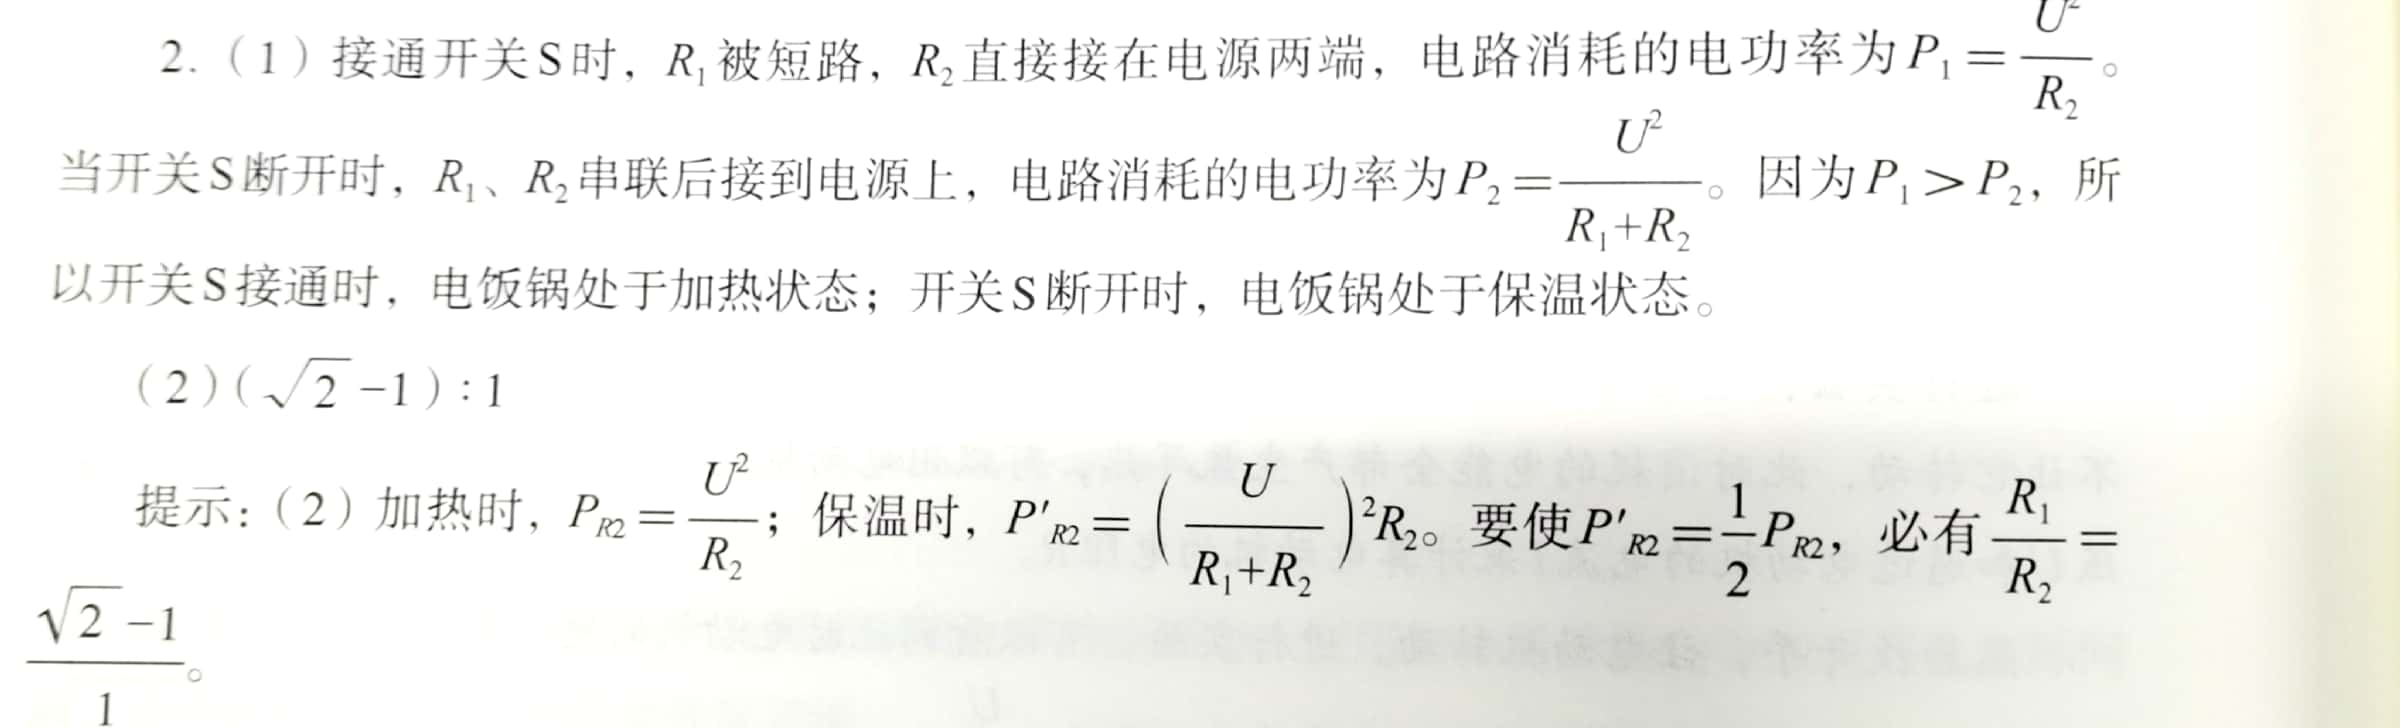 2.（1）接通开关S时，R₁被短路，R₂直接接在电源两端，电路消耗的电功率为P₁=U²/R₂。
当开关S断开时，R₁、R₂串联后接到电源上，电路消耗的电功率为P₂=U²/(R₁+R₂)。因为P₁＞P₂，所
以开关S接通时，电饭锅处于加热状态；开关S断开时，电饭锅处于保温状态。
（2）（√2-1）:1
提示:（2）加热时，P_R2=U²/R₂；保温时，P′_R2=(U/(R₁+R₂))²R₂。要使P′_R2=1/2P_R2，必有R₁/R₂=
(√2-1)/1。